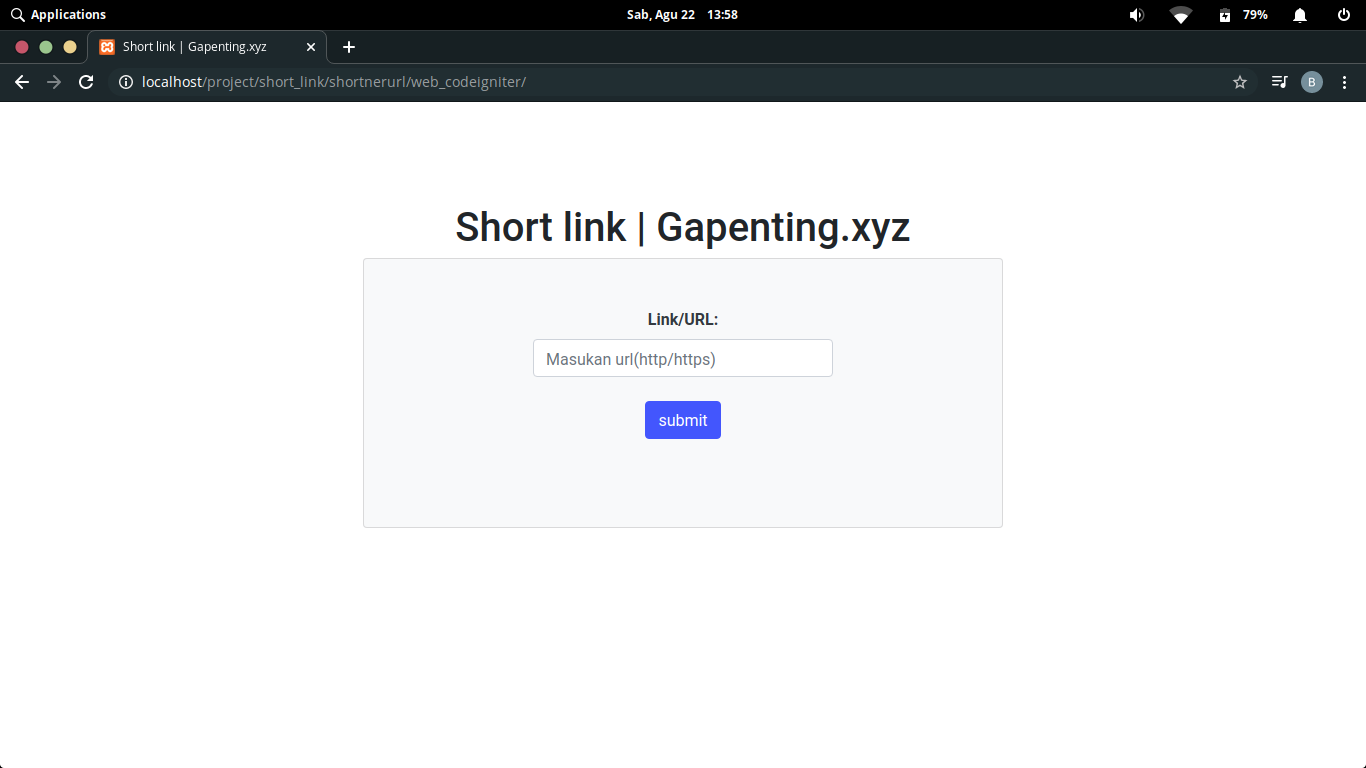 Applications Sab, Agu 22 13:58 79%
Short link | Gapenting.xyz
localhost/project/short_link/shortnerurl/web_codeigniter/ B
Short link | Gapenting.xyz
Link/URL:
Masukan url(http/https)
submit